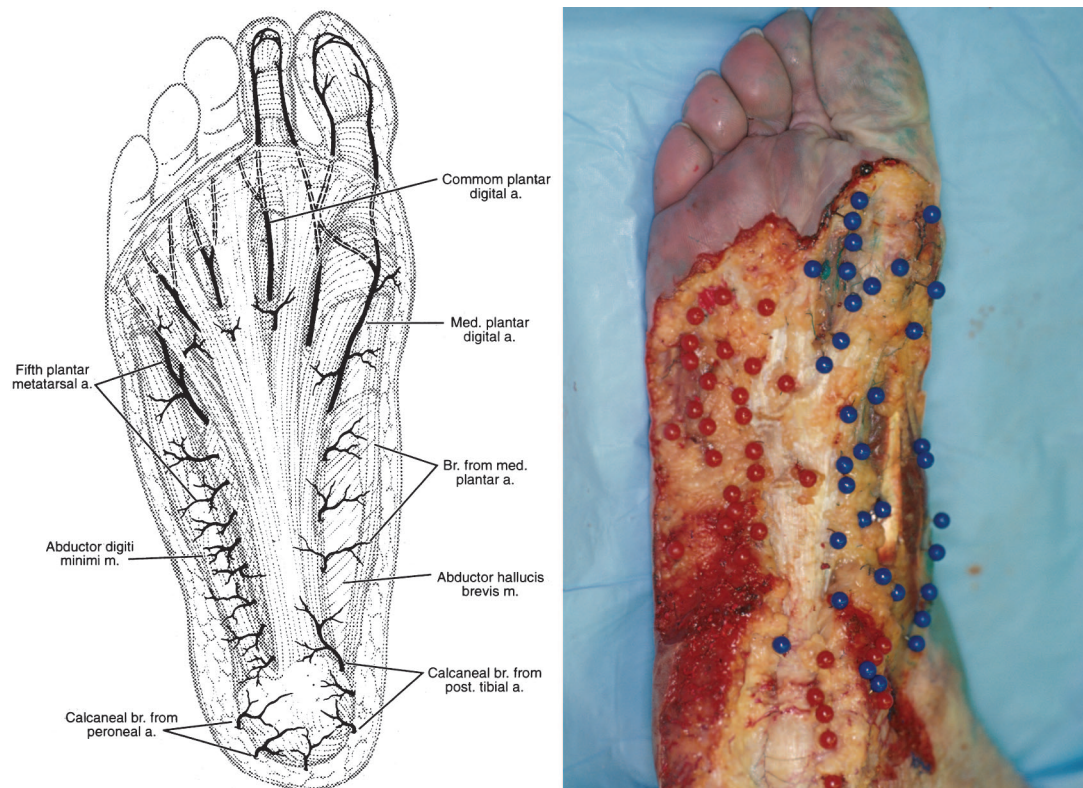 Commom plantar
digital a.
Med. plantar
digital a.
Fifth plantar
metatarsal a.
Br. from med.
plantar a.
Abductor digiti
minimi m.
Abductor hallucis
brevis m.
Calcaneal br. from
post. tibial a.
Calcaneal br. from
peroneal a.